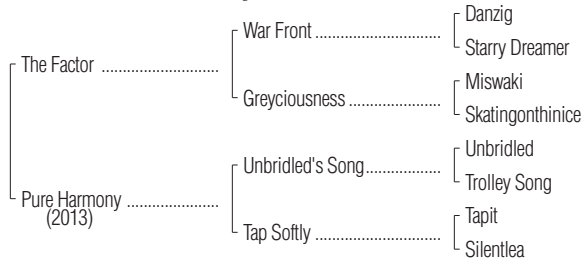 Danzig
War Front ..............................
Starry Dreamer
The Factor ............................
Miswaki
Greyciousness ......................
Skatingonthinice
Unbridled
Unbridled's Song..................
Trolley Song
Pure Harmony ......................
(2013)
Tapit
Tap Softly ..............................
Silentlea